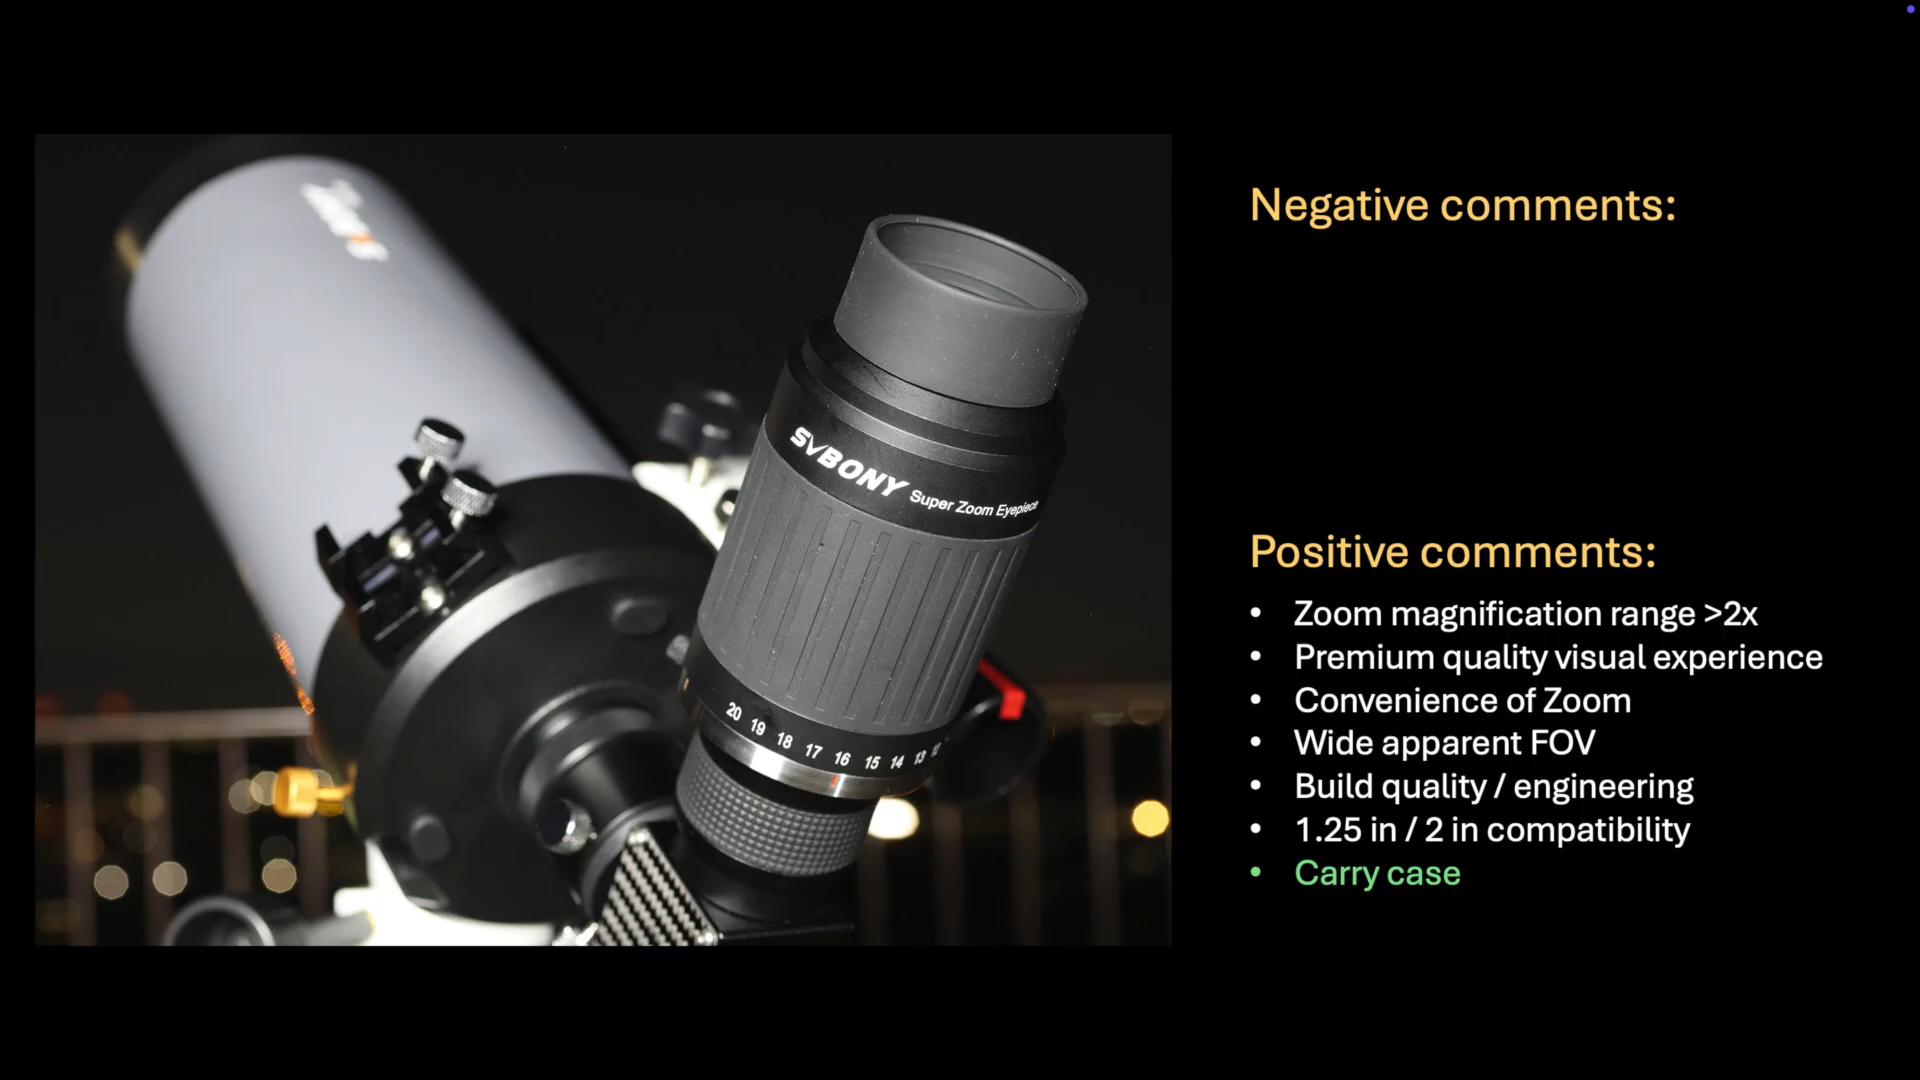 Negative comments:
SVBONY Super Zoom Eyepiece
20 19 18 17 16 15 14 13 12
Positive comments:
• Zoom magnification range >2x
• Premium quality visual experience
• Convenience of Zoom
• Wide apparent FOV
• Build quality / engineering
• 1.25 in / 2 in compatibility
• Carry case